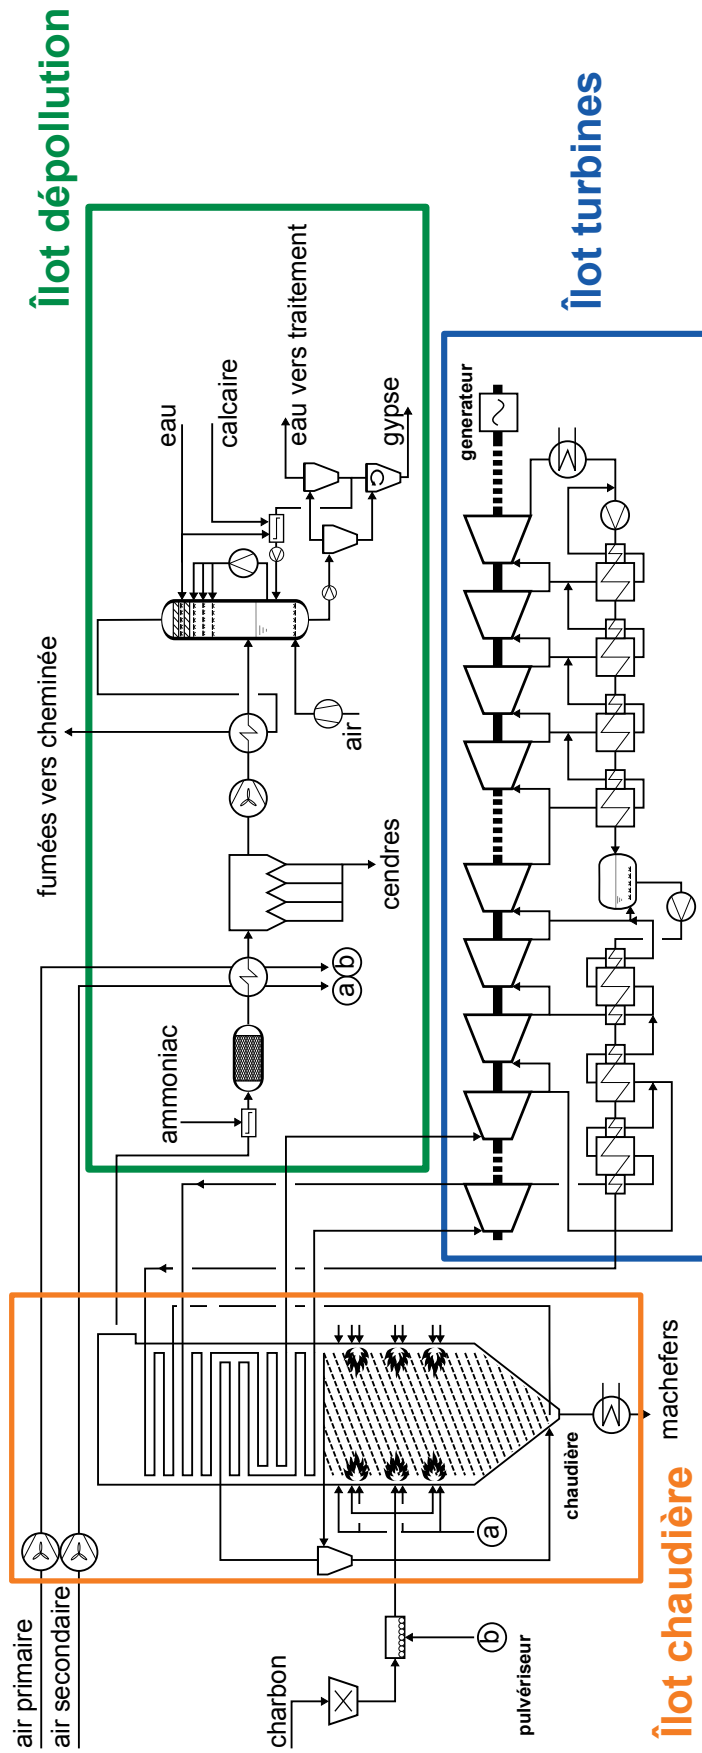 Îlot dépollution
Îlot turbines
fumées vers cheminée
eau
calcaire
eau vers traitement
gypse
air
cendres
ammoniac
a
b
generateur
air primaire
air secondaire
charbon
pulvériseur
b
a
chaudière
machefers
Îlot chaudière